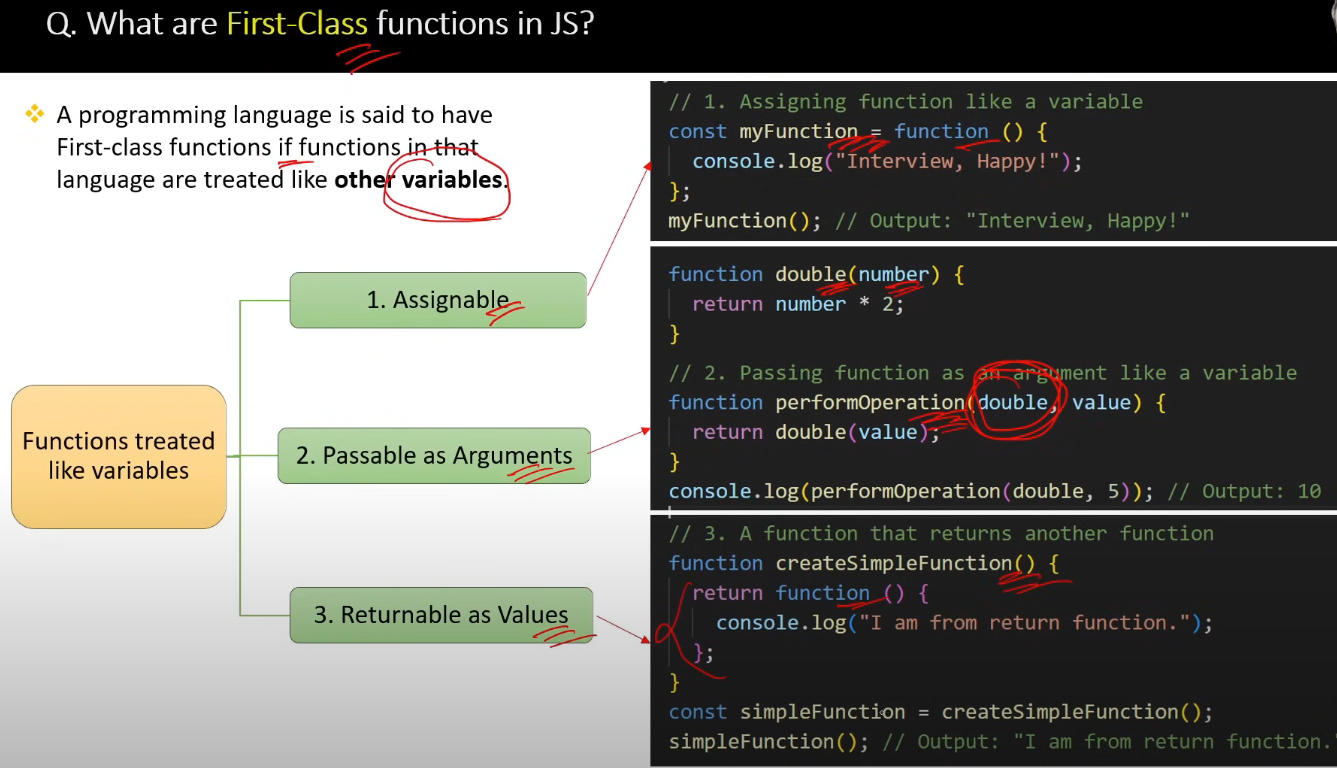 Q. What are First-Class functions in JS?
A programming language is said to have
First-class functions if functions in that
language are treated like other variables.
Functions treated
like variables
1. Assignable
2. Passable as Arguments
3. Returnable as Values
// 1. Assigning function like a variable
const myFunction = function () {
console.log("Interview, Happy!");
};
myFunction(); // Output: "Interview, Happy!"
function double(number) {
return number * 2;
}
// 2. Passing function as an argument like a variable
function performOperation(double, value) {
return double(value);
}
console.log(performOperation(double, 5)); // Output: 10
// 3. A function that returns another function
function createSimpleFunction() {
return function () {
console.log("I am from return function.");
};
}
const simpleFunction = createSimpleFunction();
simpleFunction(); // Output: "I am from return function."